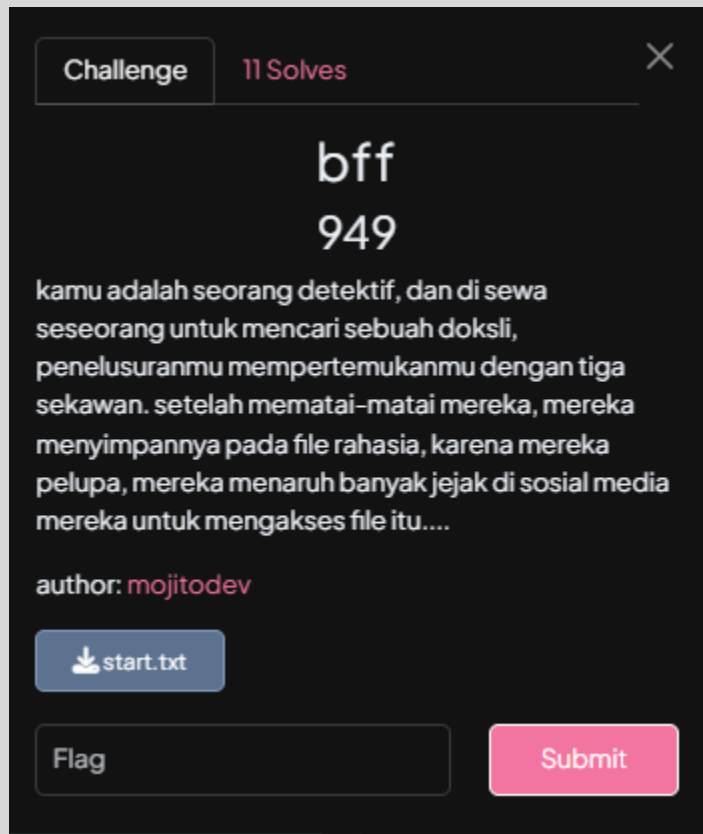 Challenge
11 Solves
bff
949
kamu adalah seorang detektif, dan di sewa
seseorang untuk mencari sebuah doksli,
penelusuranmu mempertemukanmu dengan tiga
sekawan. setelah mematai-matai mereka, mereka
menyimpannya pada file rahasia, karena mereka
pelupa, mereka menaruh banyak jejak di sosial media
mereka untuk mengakses file itu....
author: mojitodev
start.txt
Flag
Submit